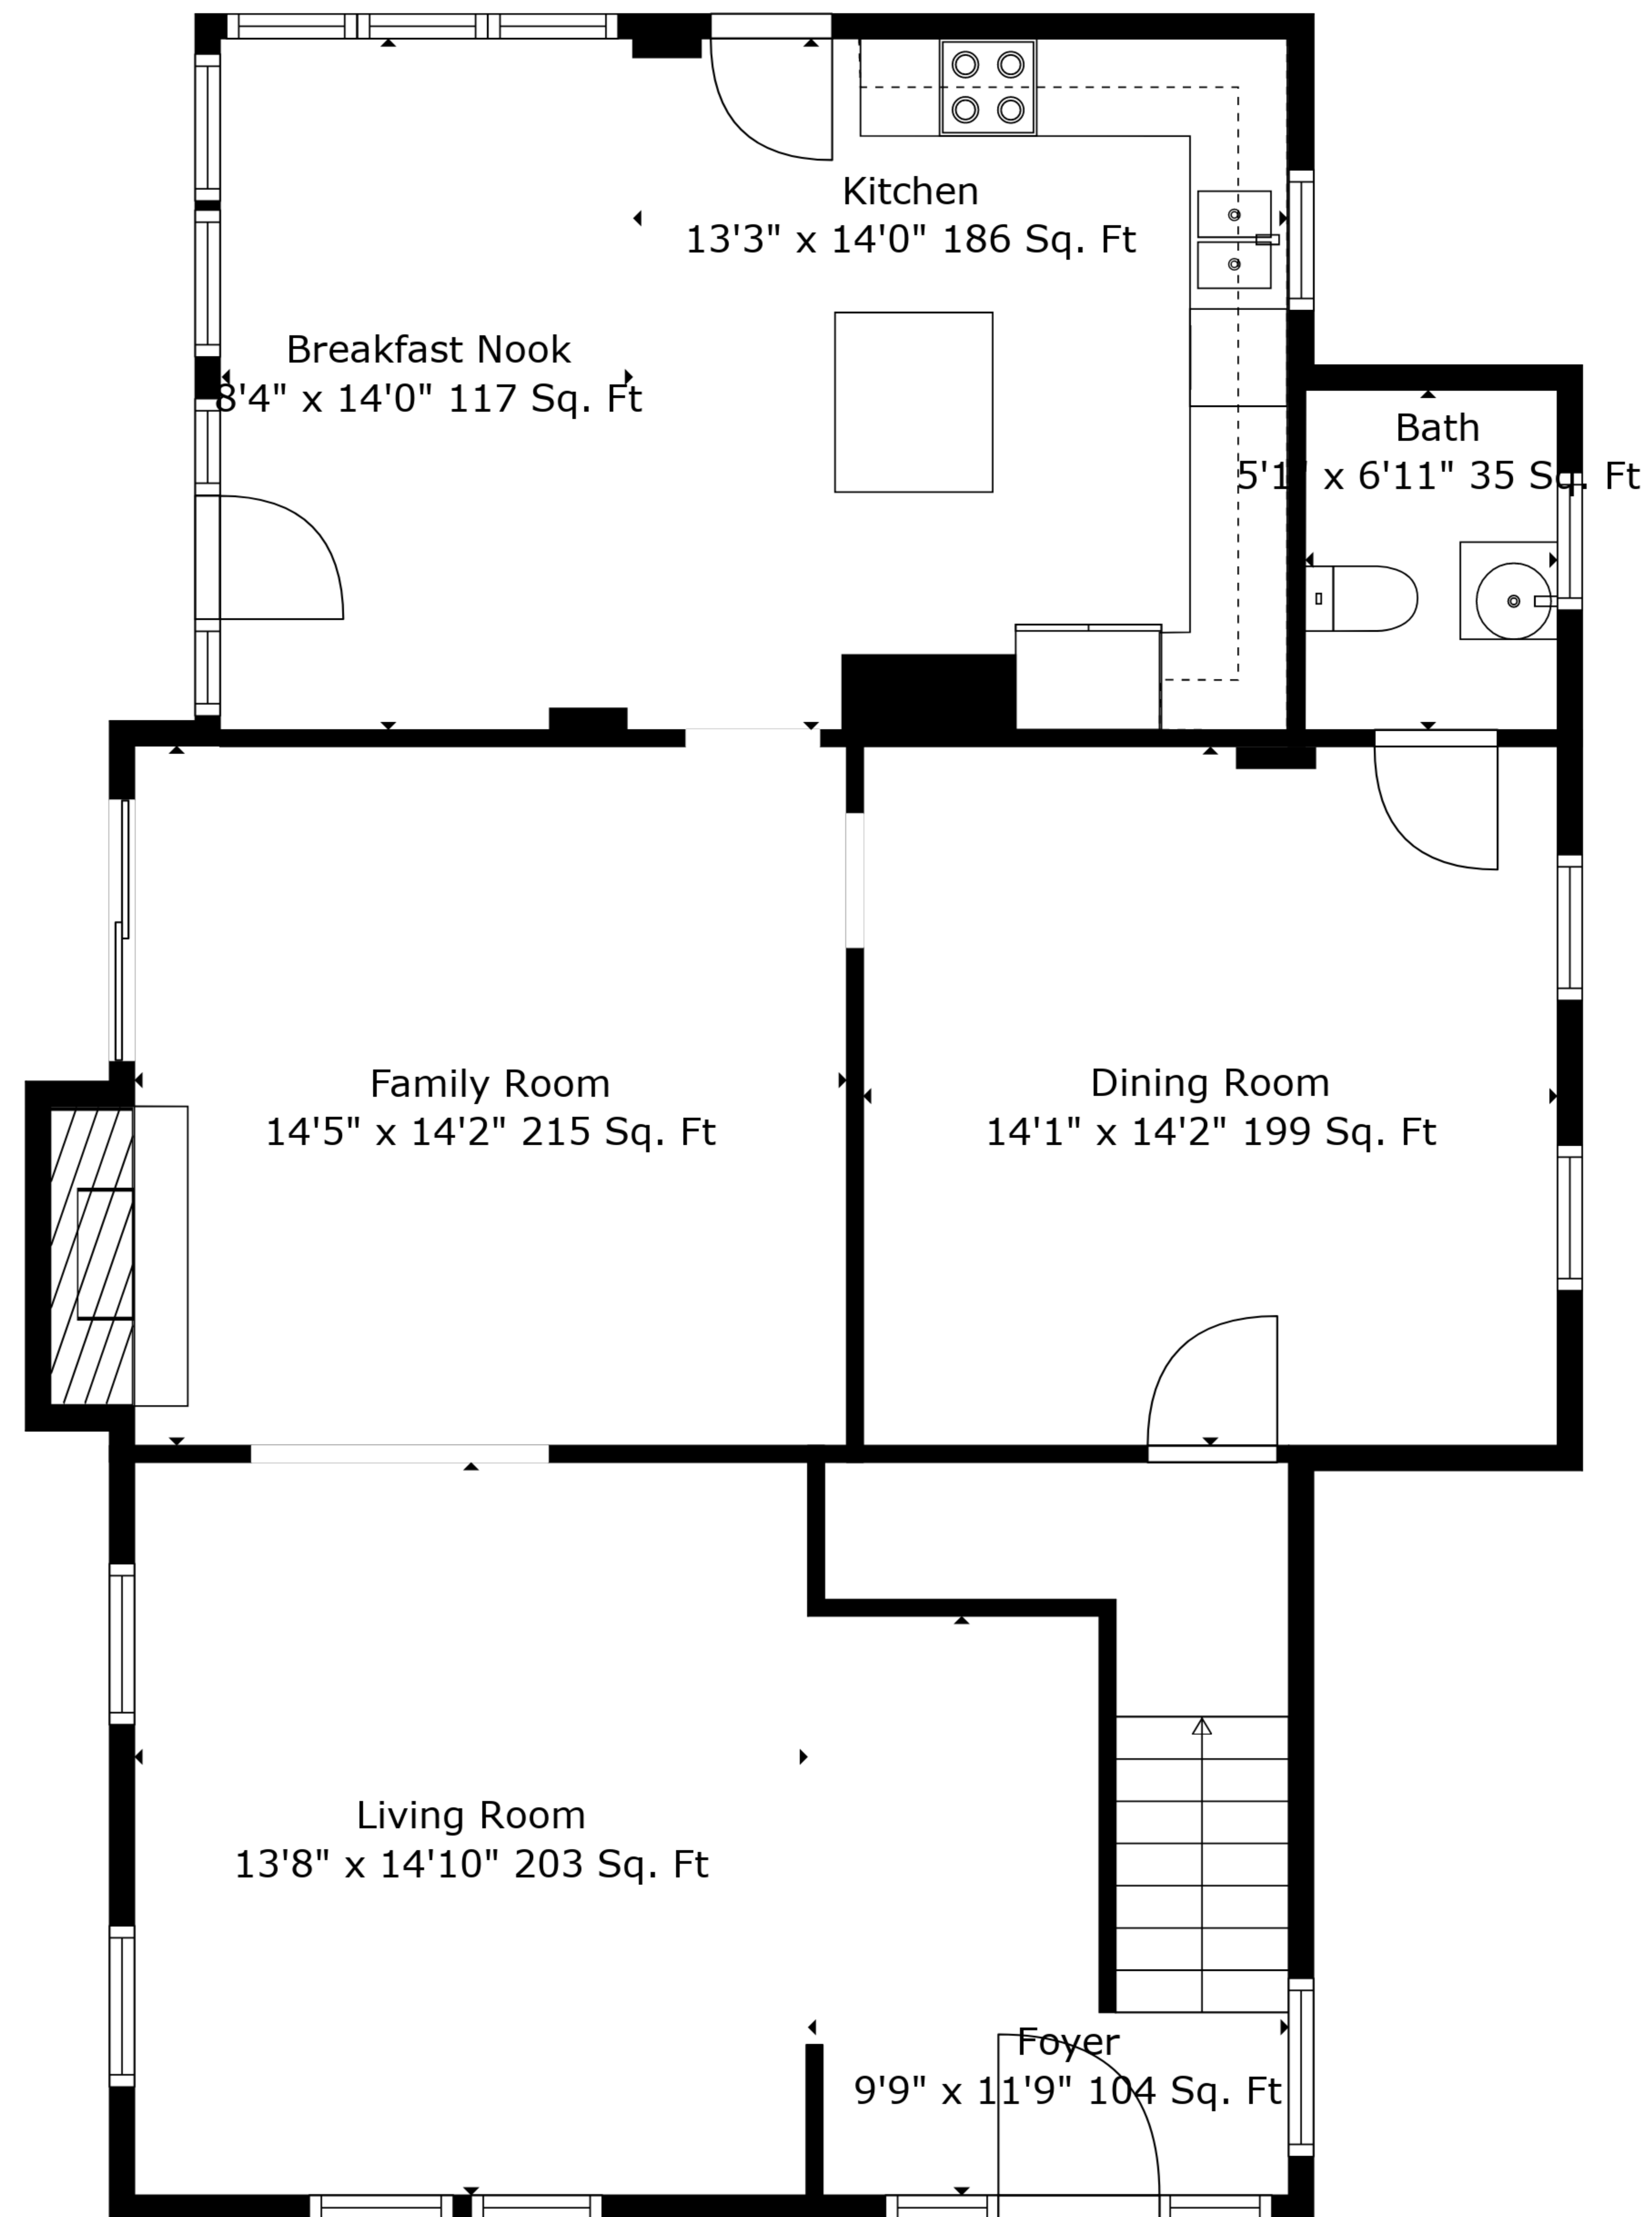 Kitchen
13'3" x 14'0" 186 Sq. Ft
Breakfast Nook
8'4" x 14'0" 117 Sq. Ft
Bath
5'1" x 6'11" 35 Sq. Ft
Family Room
14'5" x 14'2" 215 Sq. Ft
Dining Room
14'1" x 14'2" 199 Sq. Ft
Living Room
13'8" x 14'10" 203 Sq. Ft
Foyer
9'9" x 11'9" 104 Sq. Ft